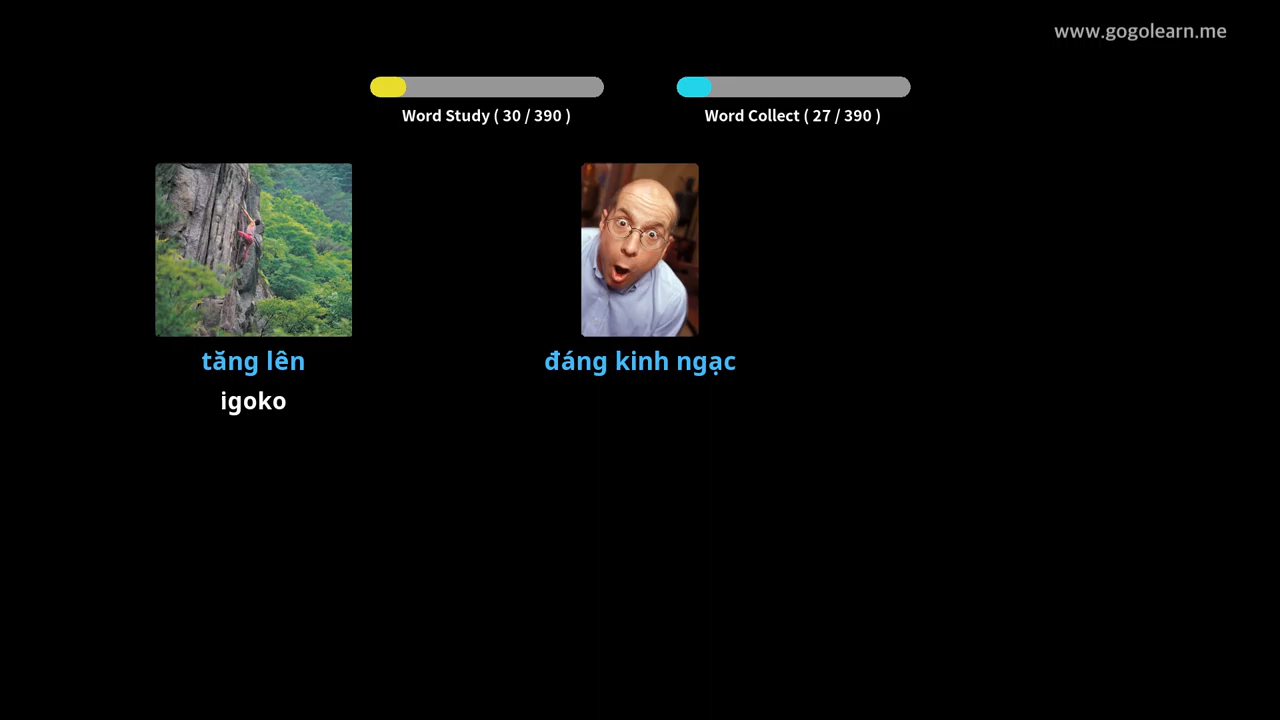 www.gogolearn.me
Word Study ( 30 / 390 )
Word Collect ( 27 / 390 )
tăng lên
igoko
đáng kinh ngạc